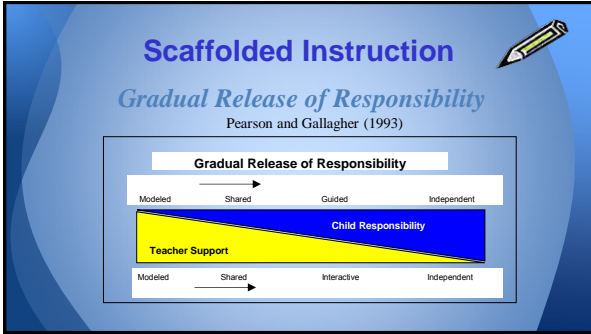 Scaffolded Instruction
Gradual Release of Responsibility
Pearson and Gallagher (1993)
Gradual Release of Responsibility
Modeled Shared Guided Independent
Child Responsibility
Teacher Support
Modeled Shared Interactive Independent